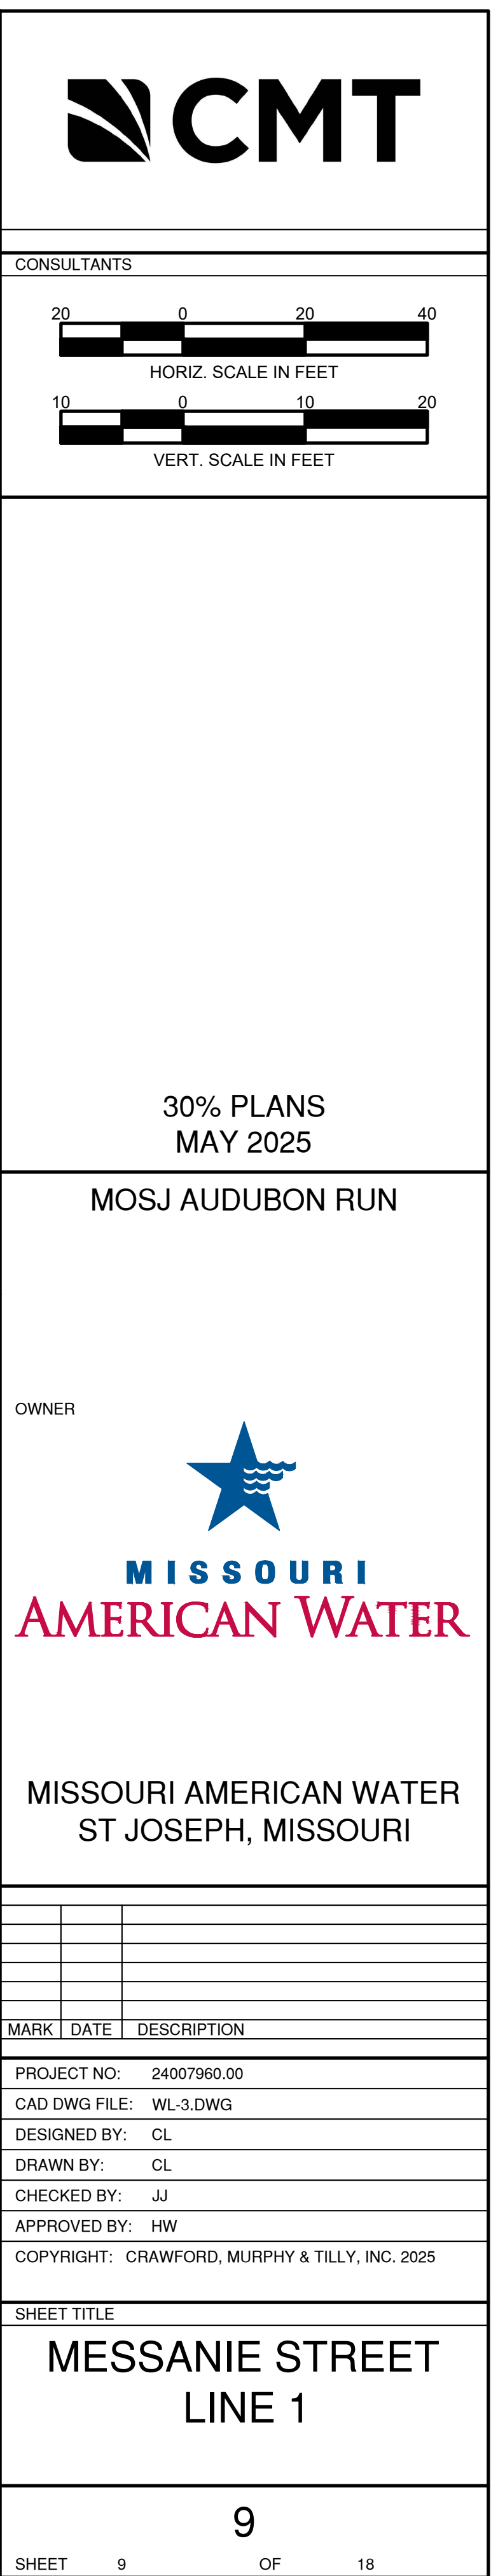 CMT
CONSULTANTS
20 0 20 40
HORIZ. SCALE IN FEET
10 0 10 20
VERT. SCALE IN FEET
30% PLANS
MAY 2025
MOSJ AUDUBON RUN
OWNER
MISSOURI
AMERICAN WATER
MISSOURI AMERICAN WATER
ST JOSEPH, MISSOURI
MARK DATE DESCRIPTION
PROJECT NO: 24007960.00
CAD DWG FILE: WL-3.DWG
DESIGNED BY: CL
DRAWN BY: CL
CHECKED BY: JJ
APPROVED BY: HW
COPYRIGHT: CRAWFORD, MURPHY & TILLY, INC. 2025
SHEET TITLE
MESSANIE STREET
LINE 1
9
SHEET 9 OF 18